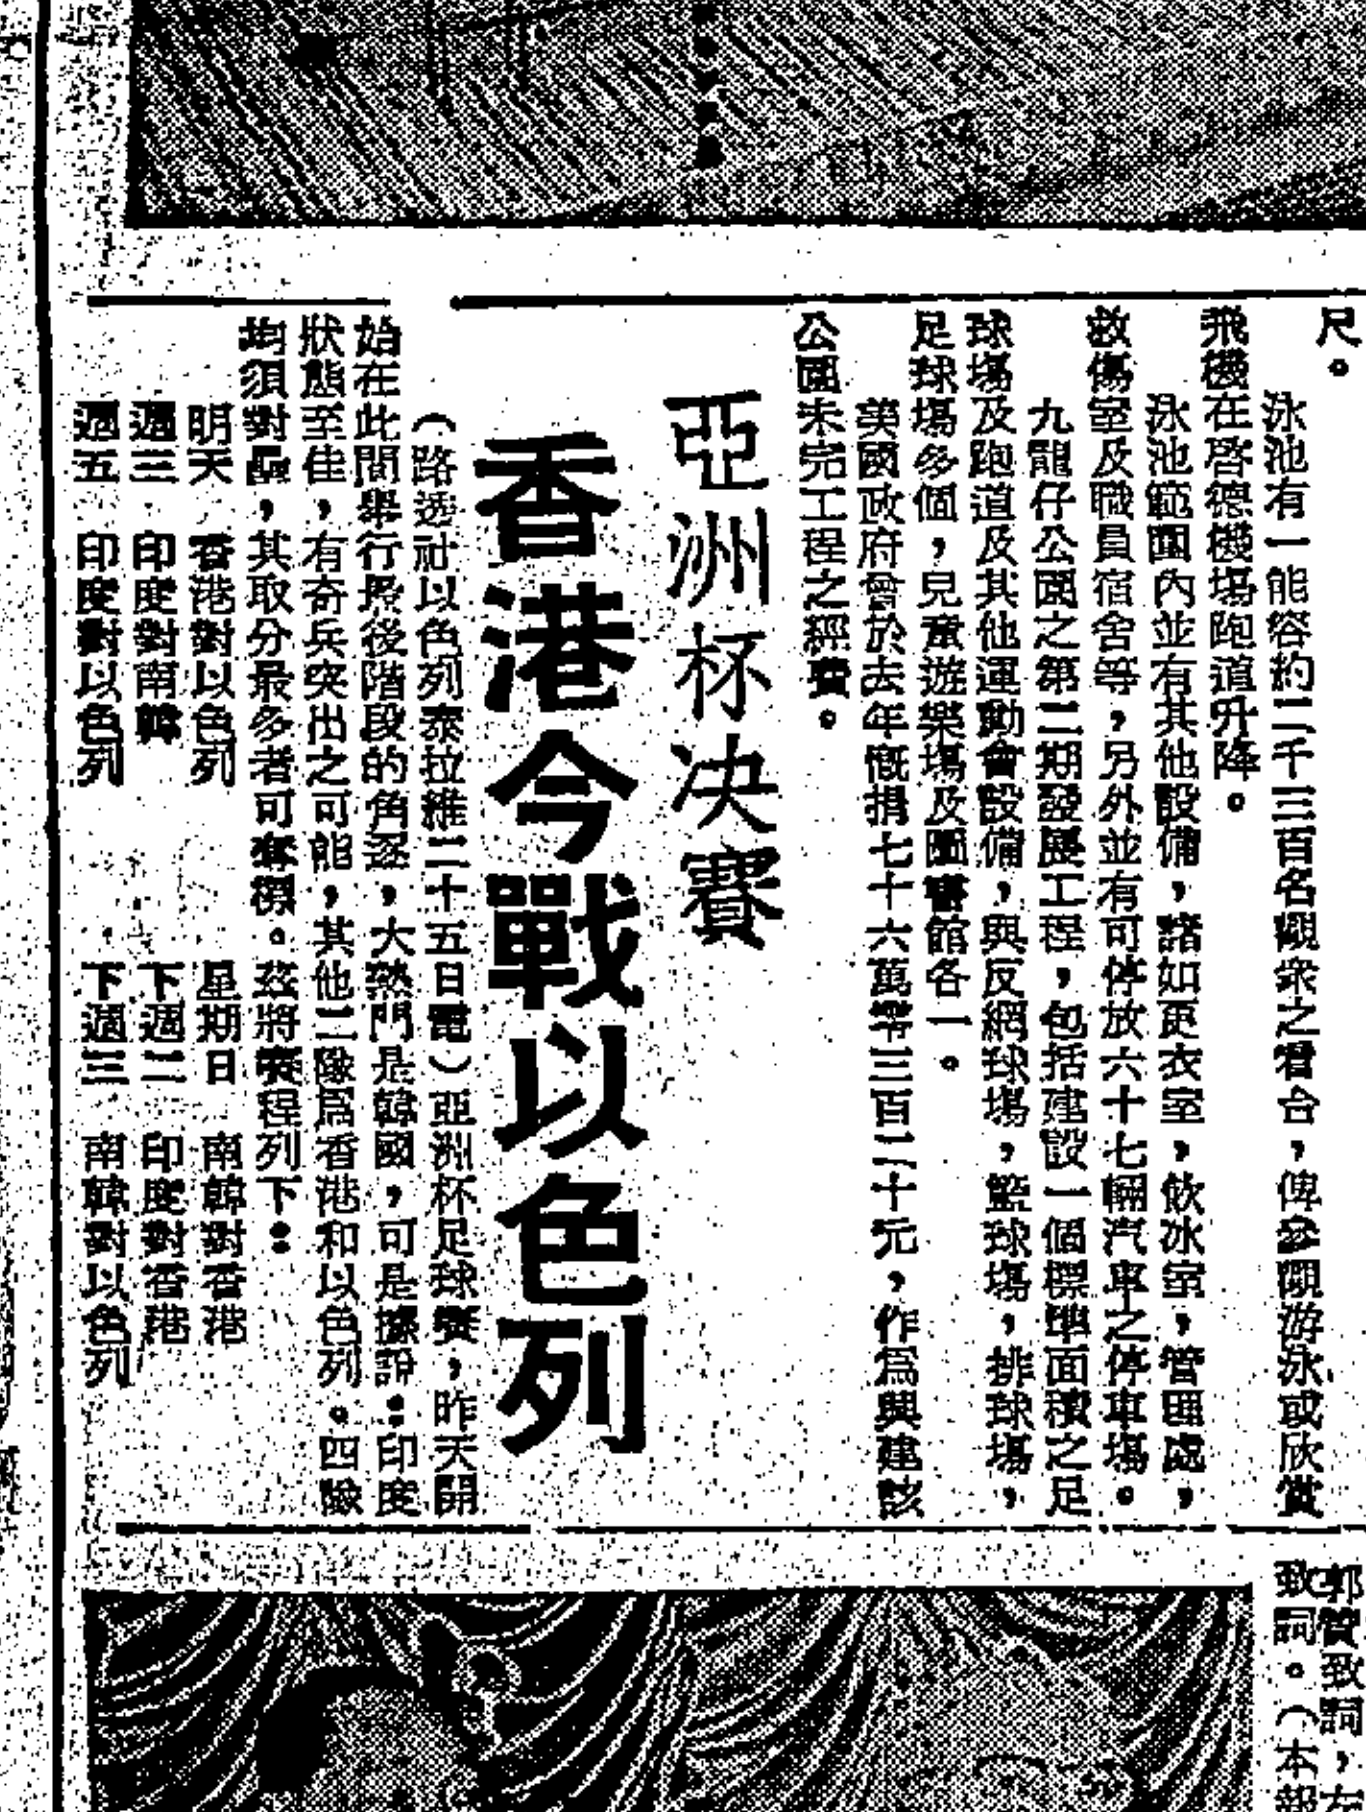 尺。
泳池有一能容約二千三百名觀衆之看台，俾參觀游泳或欣賞
飛機在啓德機塲跑道升降。
泳池範圍內並有其他設備，諸如更衣室，飲冰室，管理處，
救傷室及職員宿舍等，另外並有可停放六十七輛汽車之停車塲。
九龍仔公園之第二期發展工程，包括建設一個標準面積之足
球塲及跑道及其他運動會設備，與反網球塲，籃球塲，排球塲，
足球塲多個，兒童遊樂塲及圖書館各一。
美國政府曾於去年慨捐七十六萬零三百二十元，作爲興建該
公園未完工程之經費。
亞洲杯決賽
香港今戰以色列
（路透社以色列泰拉維二十五日電）亞洲杯足球賽，昨天開
始在此間舉行最後階段的角逐，大熱門是韓國，可是據說：印度
狀態至佳，有奇兵突出之可能，其他二隊爲香港和以色列。四隊
均須對壘，其取分最多者可奪標。茲將賽程列下：
明天　香港對以色列　星期日　南韓對香港
週三　印度對南韓　下週二　印度對香港
週五　印度對以色列　下週三　南韓對以色列
郭贊致詞，右
致詞。（本報